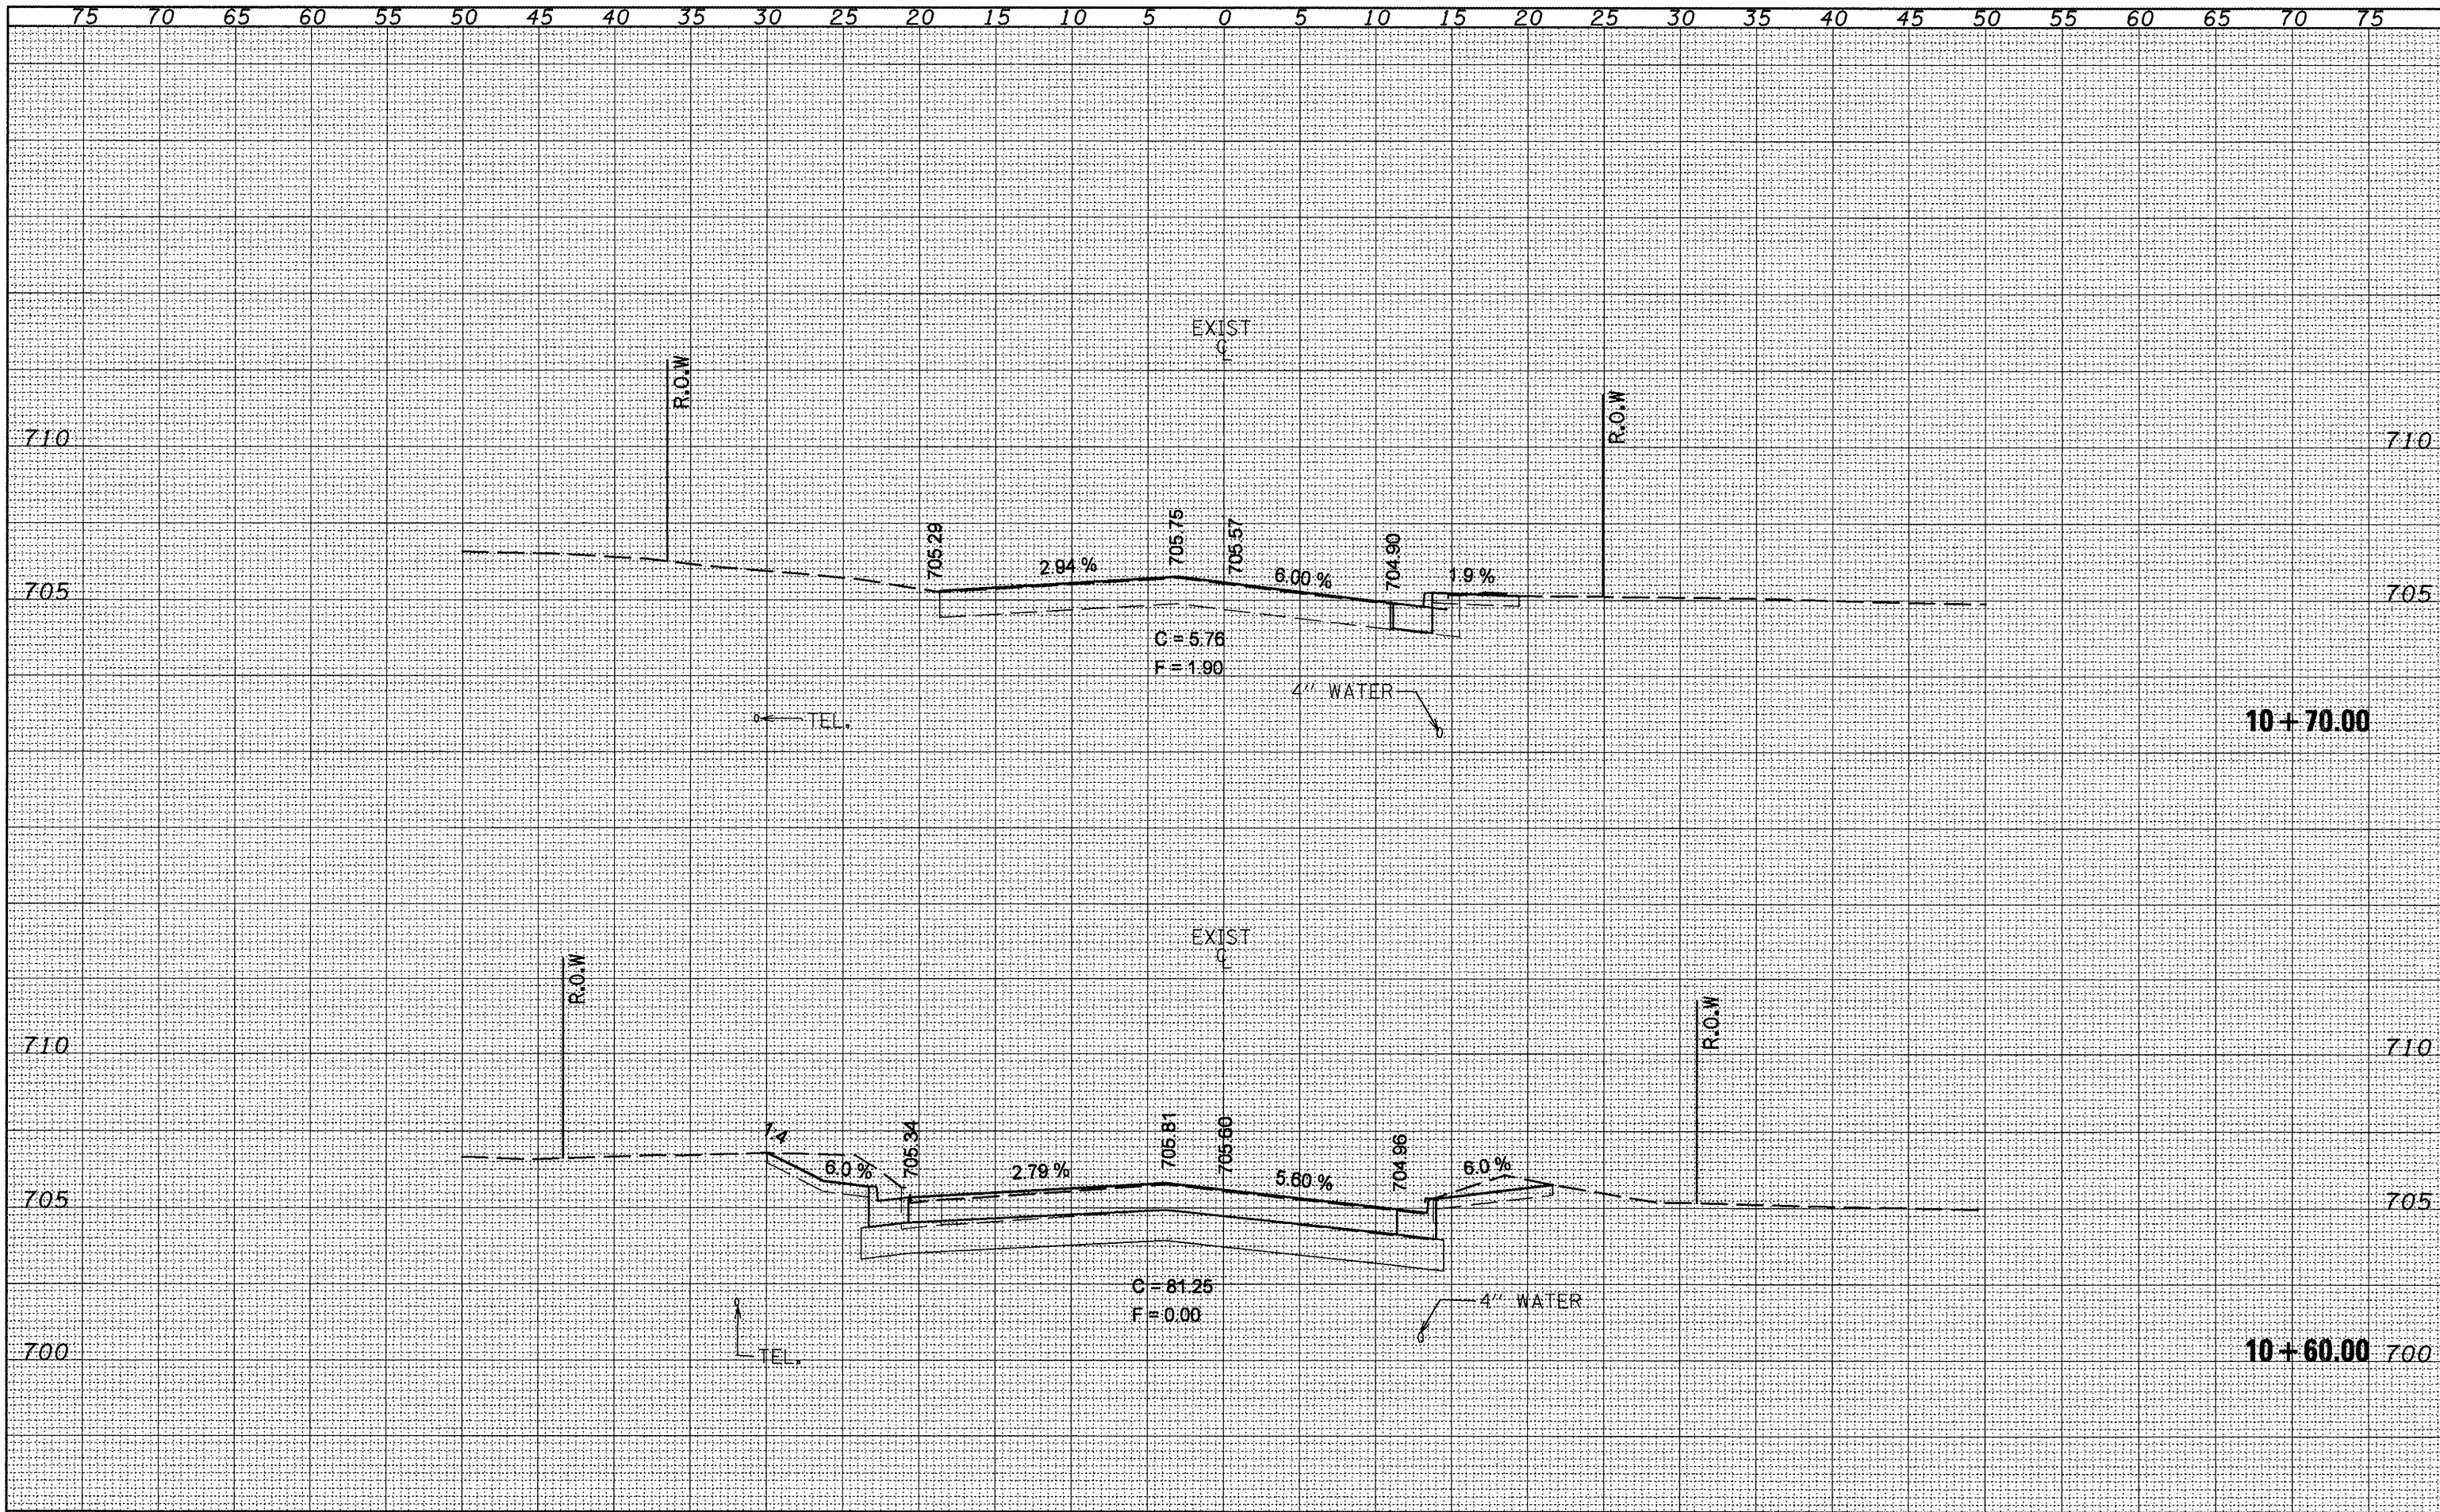 75 70 65 60 55 50 45 40 35 30 25 20 15 10 5 0 5 10 15 20 25 30 35 40 45 50 55 60 65 70 75
EXIST
CL
R.O.W
R.O.W
710 710
705.29 2.94 % 705.75 705.57 6.00 % 704.90 1.9 %
705 705
C = 5.76
F = 1.90
4'' WATER
TEL.
10 + 70.00
EXIST
CL
R.O.W
R.O.W
710 710
1:4 6.0 % 705.34 2.79 % 705.81 705.60 5.60 % 704.96 6.0 %
705 705
C = 81.25
F = 0.00
4'' WATER
TEL.
700 10 + 60.00 700